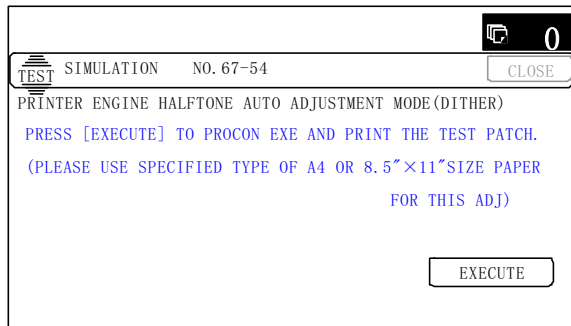 0
TEST SIMULATION NO.67-54 CLOSE
PRINTER ENGINE HALFTONE AUTO ADJUSTMENT MODE(DITHER)
PRESS [EXECUTE] TO PROCON EXE AND PRINT THE TEST PATCH.
(PLEASE USE SPECIFIED TYPE OF A4 OR 8.5″×11″SIZE PAPER
FOR THIS ADJ)
EXECUTE